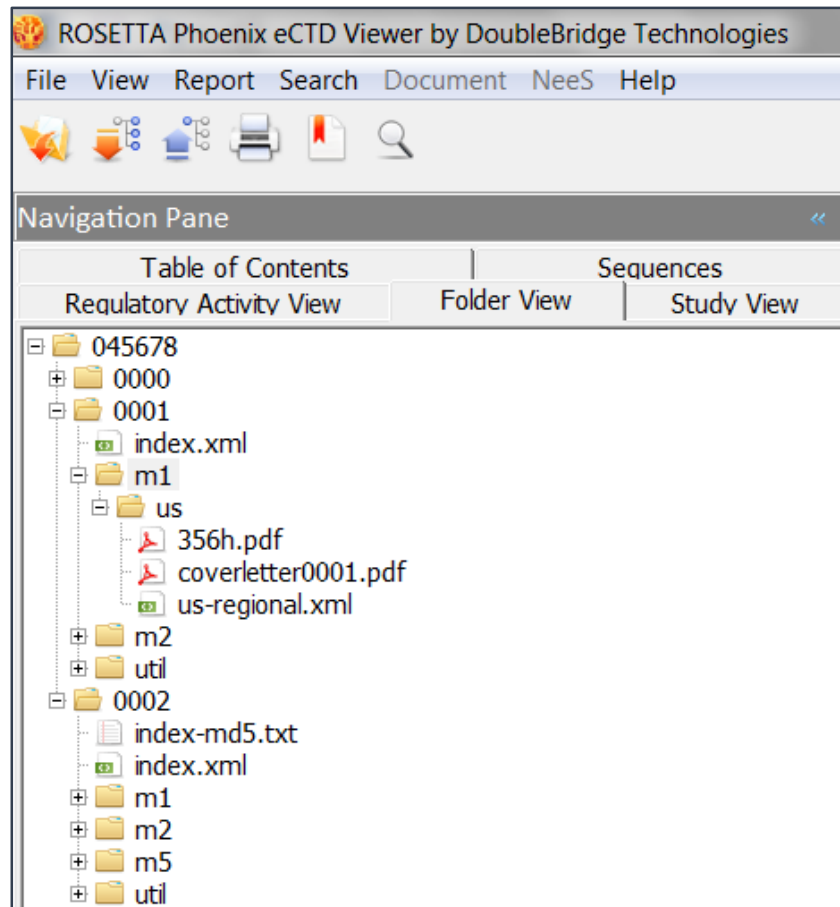 ROSETTA Phoenix eCTD Viewer by DoubleBridge Technologies
File View Report Search Document NeeS Help
Navigation Pane «
Table of Contents Sequences
Regulatory Activity View Folder View Study View
045678
0000
0001
index.xml
m1
us
356h.pdf
coverletter0001.pdf
us-regional.xml
m2
util
0002
index-md5.txt
index.xml
m1
m2
m5
util